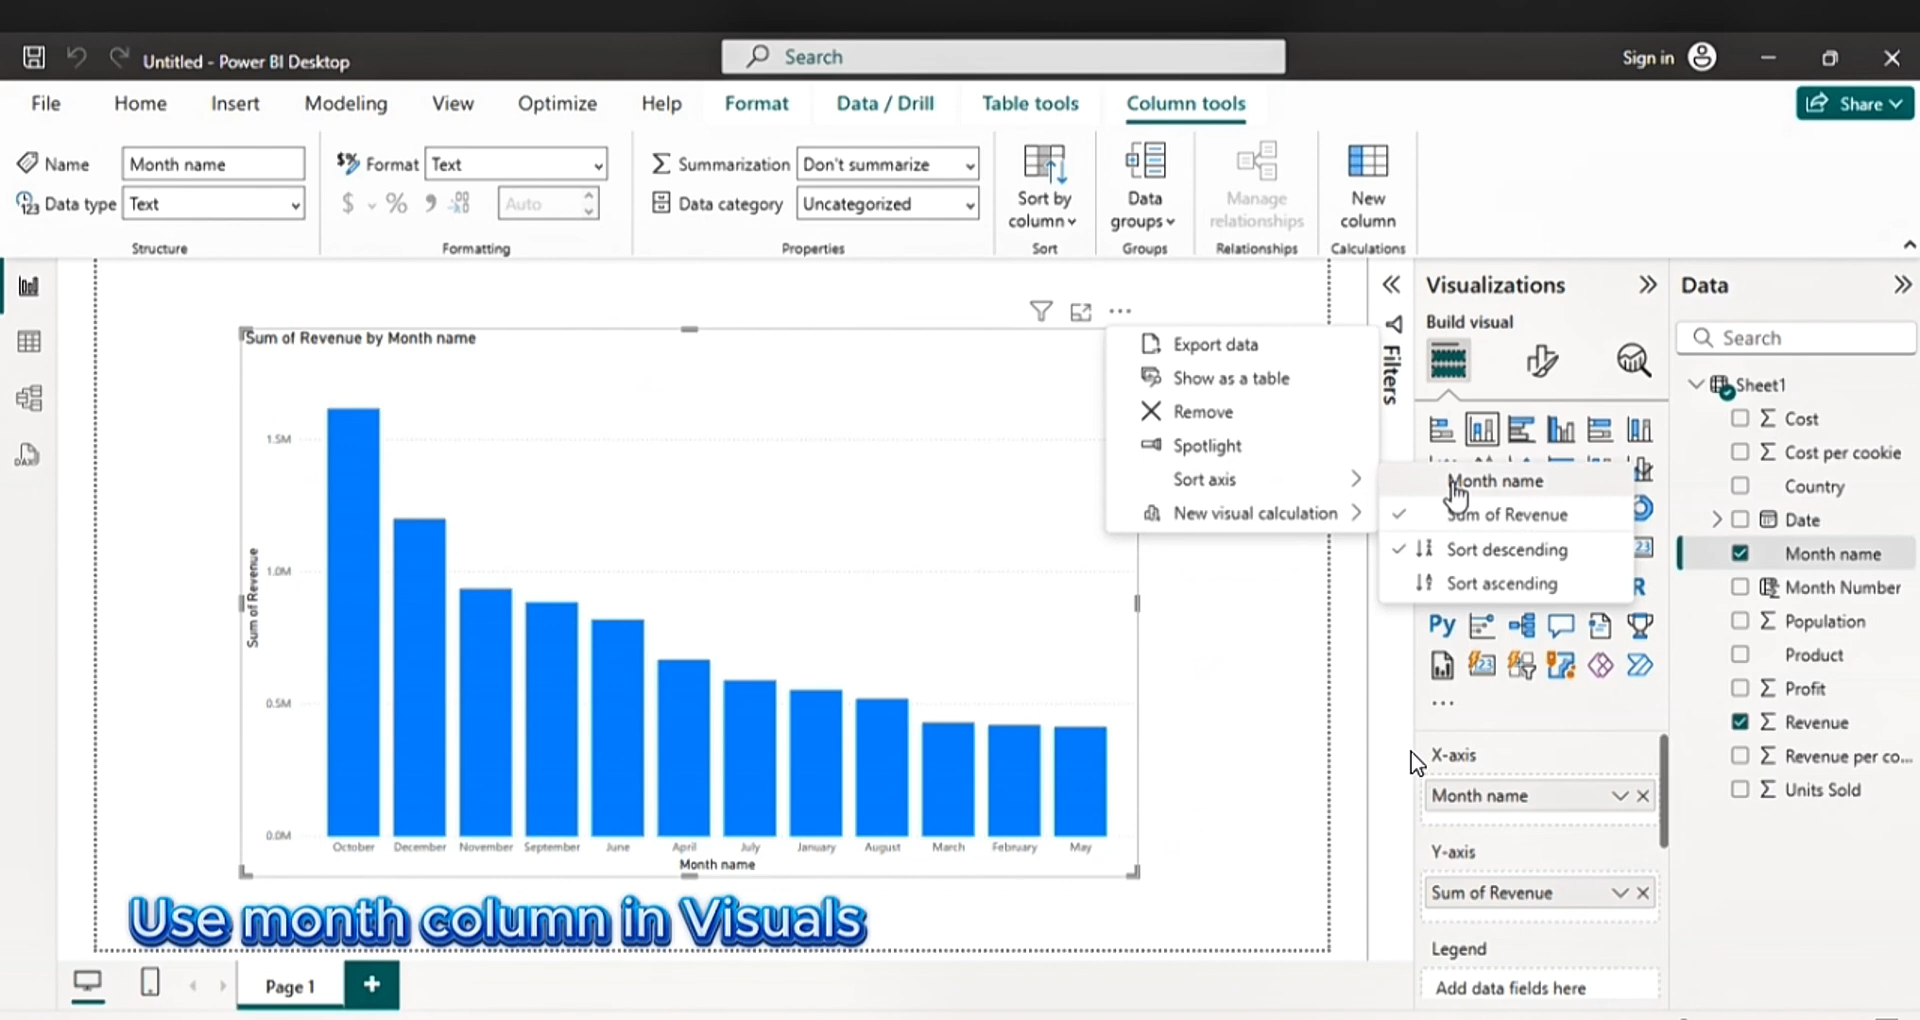 Untitled - Power BI Desktop
Search
Sign in
File Home Insert Modeling View Optimize Help Format Data / Drill Table tools Column tools
Share
Name Month name
$% Format Text
Σ Summarization Don't summarize
Data type Text
$ % 9 Auto
Data category Uncategorized
Sort by
column
Data
groups
Manage
relationships
New
column
Structure Formatting Properties Sort Groups Relationships Calculations
Sum of Revenue by Month name
1.5M
1.0M
0.5M
0.0M
Sum of Revenue
October December November September June April July January August March February May
Month name
Export data
Show as a table
Remove
Spotlight
Sort axis
New visual calculation
Month name
Sum of Revenue
Sort descending
Sort ascending
Filters
Visualizations
Build visual
123
R
Py
123
...
X-axis
Month name
Y-axis
Sum of Revenue
Legend
Add data fields here
Data
Search
Sheet1
Σ Cost
Σ Cost per cookie
Country
Date
Month name
Month Number
Σ Population
Product
Σ Profit
Σ Revenue
Σ Revenue per co...
Σ Units Sold
DAX
Use month column in Visuals
Page 1
+